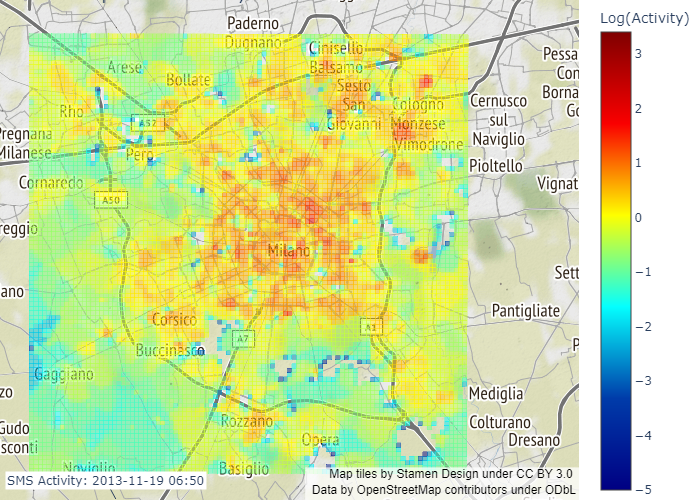 Log(Activity)
Paderno
Dugnano
Cinisello
Balsamo
Arese
Bollate
Sesto
San
Giovanni
Cologno
Monzese
Vimodrone
Pessa
Con
Borna
Go
Cernusco
sul
Naviglio
Rho
A52
Pero
Pregnana
Milanese
Pioltello
Cornaredo
Vignat
A50
reggio
Milano
Sett
ano
Pantigliate
Corsico
A7
A1
P
Buccinasco
Gaggiano
zo
Mediglia
Gudo
sconti
Rozzano
Opera
Colturano
Dresano
Noviglio
Basiglio
SMS Activity: 2013-11-19 06:50
Map tiles by Stamen Design under CC BY 3.0
Data by OpenStreetMap contributors under ODbL
3
2
1
0
−1
−2
−3
−4
−5